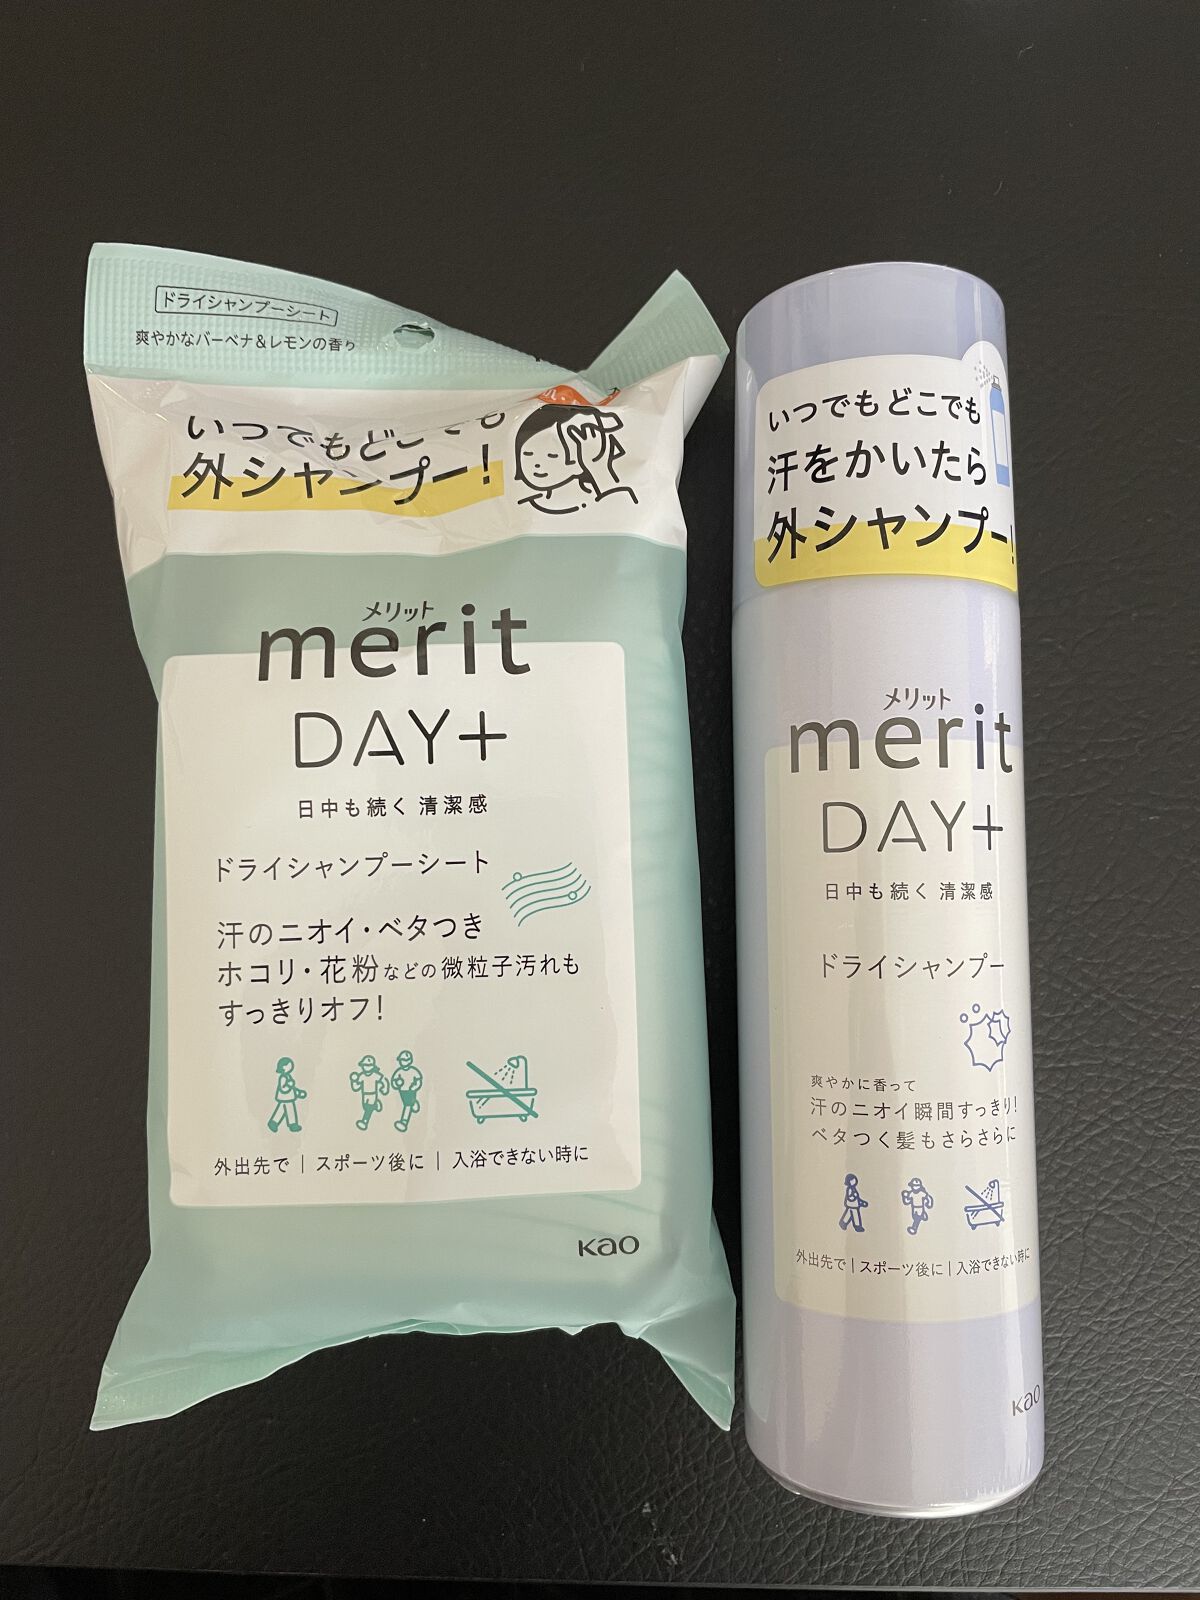 ドライシャンプーシート
爽やかなバーベナ&レモンの香り
いつでもどこでも
外シャンプー!
メリット
merit
DAY+
日中も続く 清潔感
ドライシャンプーシート
汗のニオイ・ベタつき
ホコリ・花粉などの微粒子汚れも
すっきりオフ!
外出先で|スポーツ後に|入浴できない時に
Kao
いつでもどこでも
汗をかいたら
外シャンプー!
メリット
merit
DAY+
日中も続く 清潔感
ドライシャンプー
爽やかに香って
汗のニオイ瞬間すっきり!
ベタつく髪もさらさらに
外出先で|スポーツ後に|入浴できない時に
Kao